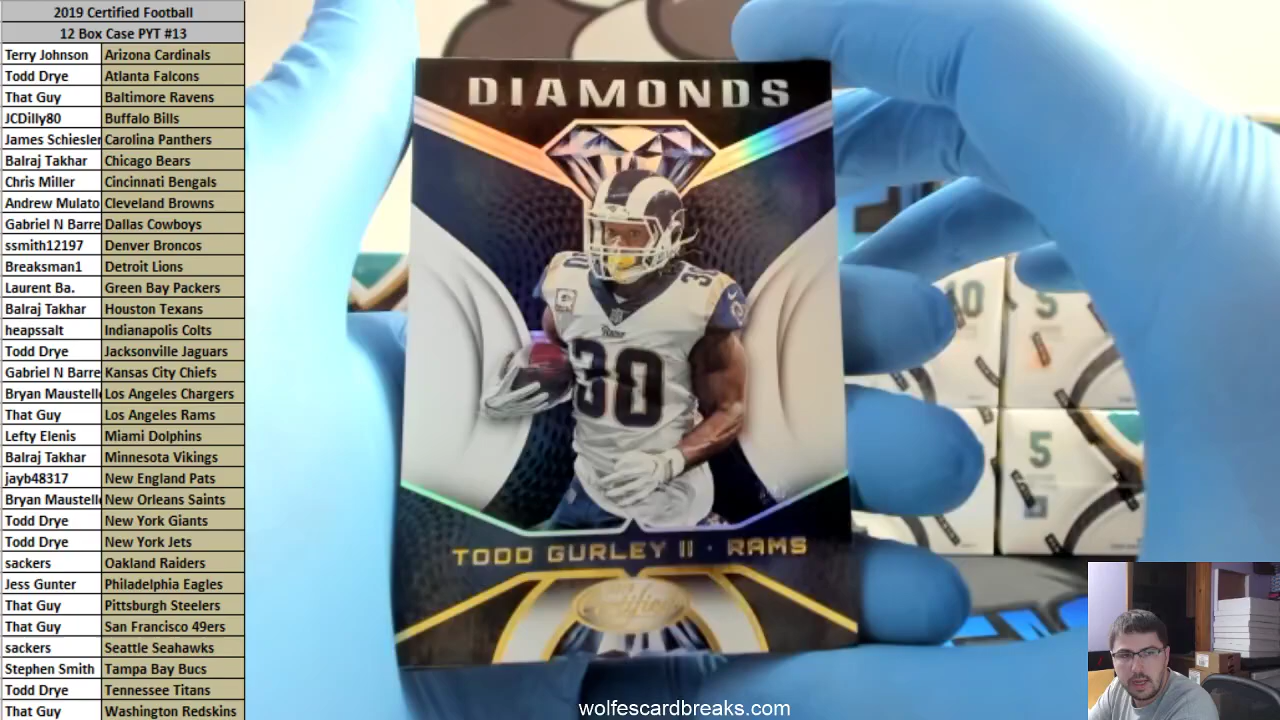 2019 Certified Football
12 Box Case PYT #13
Terry Johnson Arizona Cardinals
Todd Drye Atlanta Falcons
That Guy Baltimore Ravens
JCDilly80 Buffalo Bills
James Schiesler Carolina Panthers
Balraj Takhar Chicago Bears
Chris Miller Cincinnati Bengals
Andrew Mulato Cleveland Browns
Gabriel N Barre Dallas Cowboys
ssmith12197 Denver Broncos
Breaksman1 Detroit Lions
Laurent Ba. Green Bay Packers
Balraj Takhar Houston Texans
heapssalt Indianapolis Colts
Todd Drye Jacksonville Jaguars
Gabriel N Barre Kansas City Chiefs
Bryan Maustelle Los Angeles Chargers
That Guy Los Angeles Rams
Lefty Elenis Miami Dolphins
Balraj Takhar Minnesota Vikings
jayb48317 New England Pats
Bryan Maustelle New Orleans Saints
Todd Drye New York Giants
Todd Drye New York Jets
sackers Oakland Raiders
Jess Gunter Philadelphia Eagles
That Guy Pittsburgh Steelers
That Guy San Francisco 49ers
sackers Seattle Seahawks
Stephen Smith Tampa Bay Bucs
Todd Drye Tennessee Titans
That Guy Washington Redskins
DIAMONDS
30
30
Rams
30
TODD GURLEY II · RAMS
Certified
10
5
5
wolfescardbreaks.com